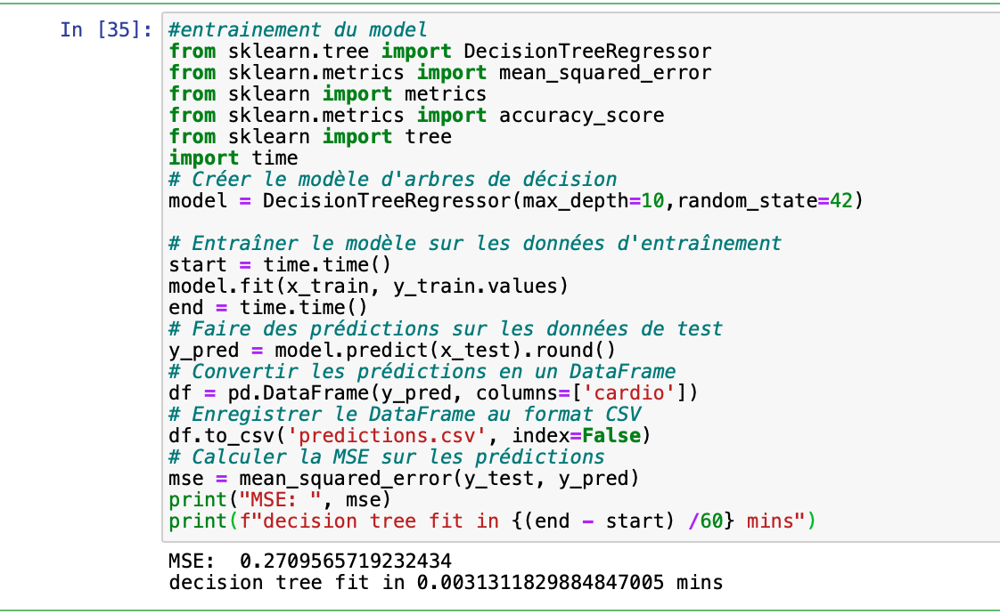 In [35]: #entrainement du model
from sklearn.tree import DecisionTreeRegressor
from sklearn.metrics import mean_squared_error
from sklearn import metrics
from sklearn.metrics import accuracy_score
from sklearn import tree
import time
# Créer le modèle d'arbres de décision
model = DecisionTreeRegressor(max_depth=10,random_state=42)

# Entraîner le modèle sur les données d'entraînement
start = time.time()
model.fit(x_train, y_train.values)
end = time.time()
# Faire des prédictions sur les données de test
y_pred = model.predict(x_test).round()
# Convertir les prédictions en un DataFrame
df = pd.DataFrame(y_pred, columns=['cardio'])
# Enregistrer le DataFrame au format CSV
df.to_csv('predictions.csv', index=False)
# Calculer la MSE sur les prédictions
mse = mean_squared_error(y_test, y_pred)
print("MSE: ", mse)
print(f"decision tree fit in {(end - start) /60} mins")
MSE:  0.2709565719232434
decision tree fit in 0.0031311829884847005 mins